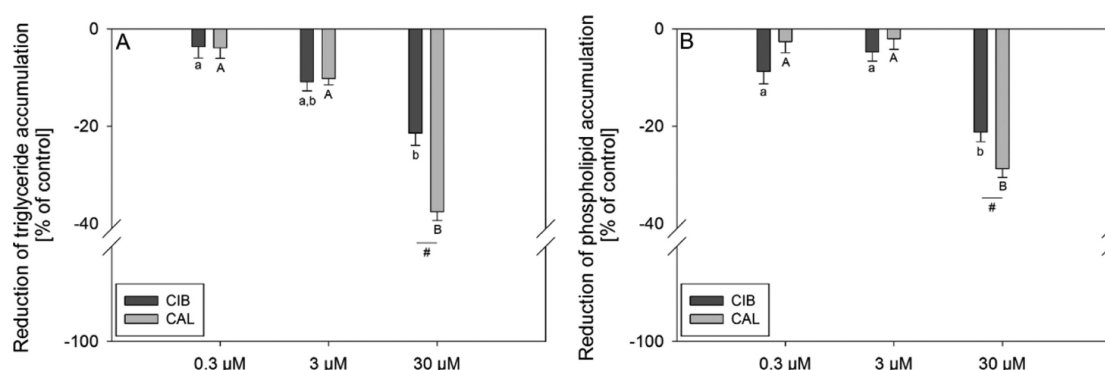 A
Reduction of triglyceride accumulation
[% of control]
0
-20
-40
-100
a
A
a,b
A
b
B
#
CIB
CAL
0.3 µM
3 µM
30 µM
B
Reduction of phospholipid accumulation
[% of control]
0
-20
-40
-100
a
A
a
A
b
B
#
CIB
CAL
0.3 µM
3 µM
30 µM